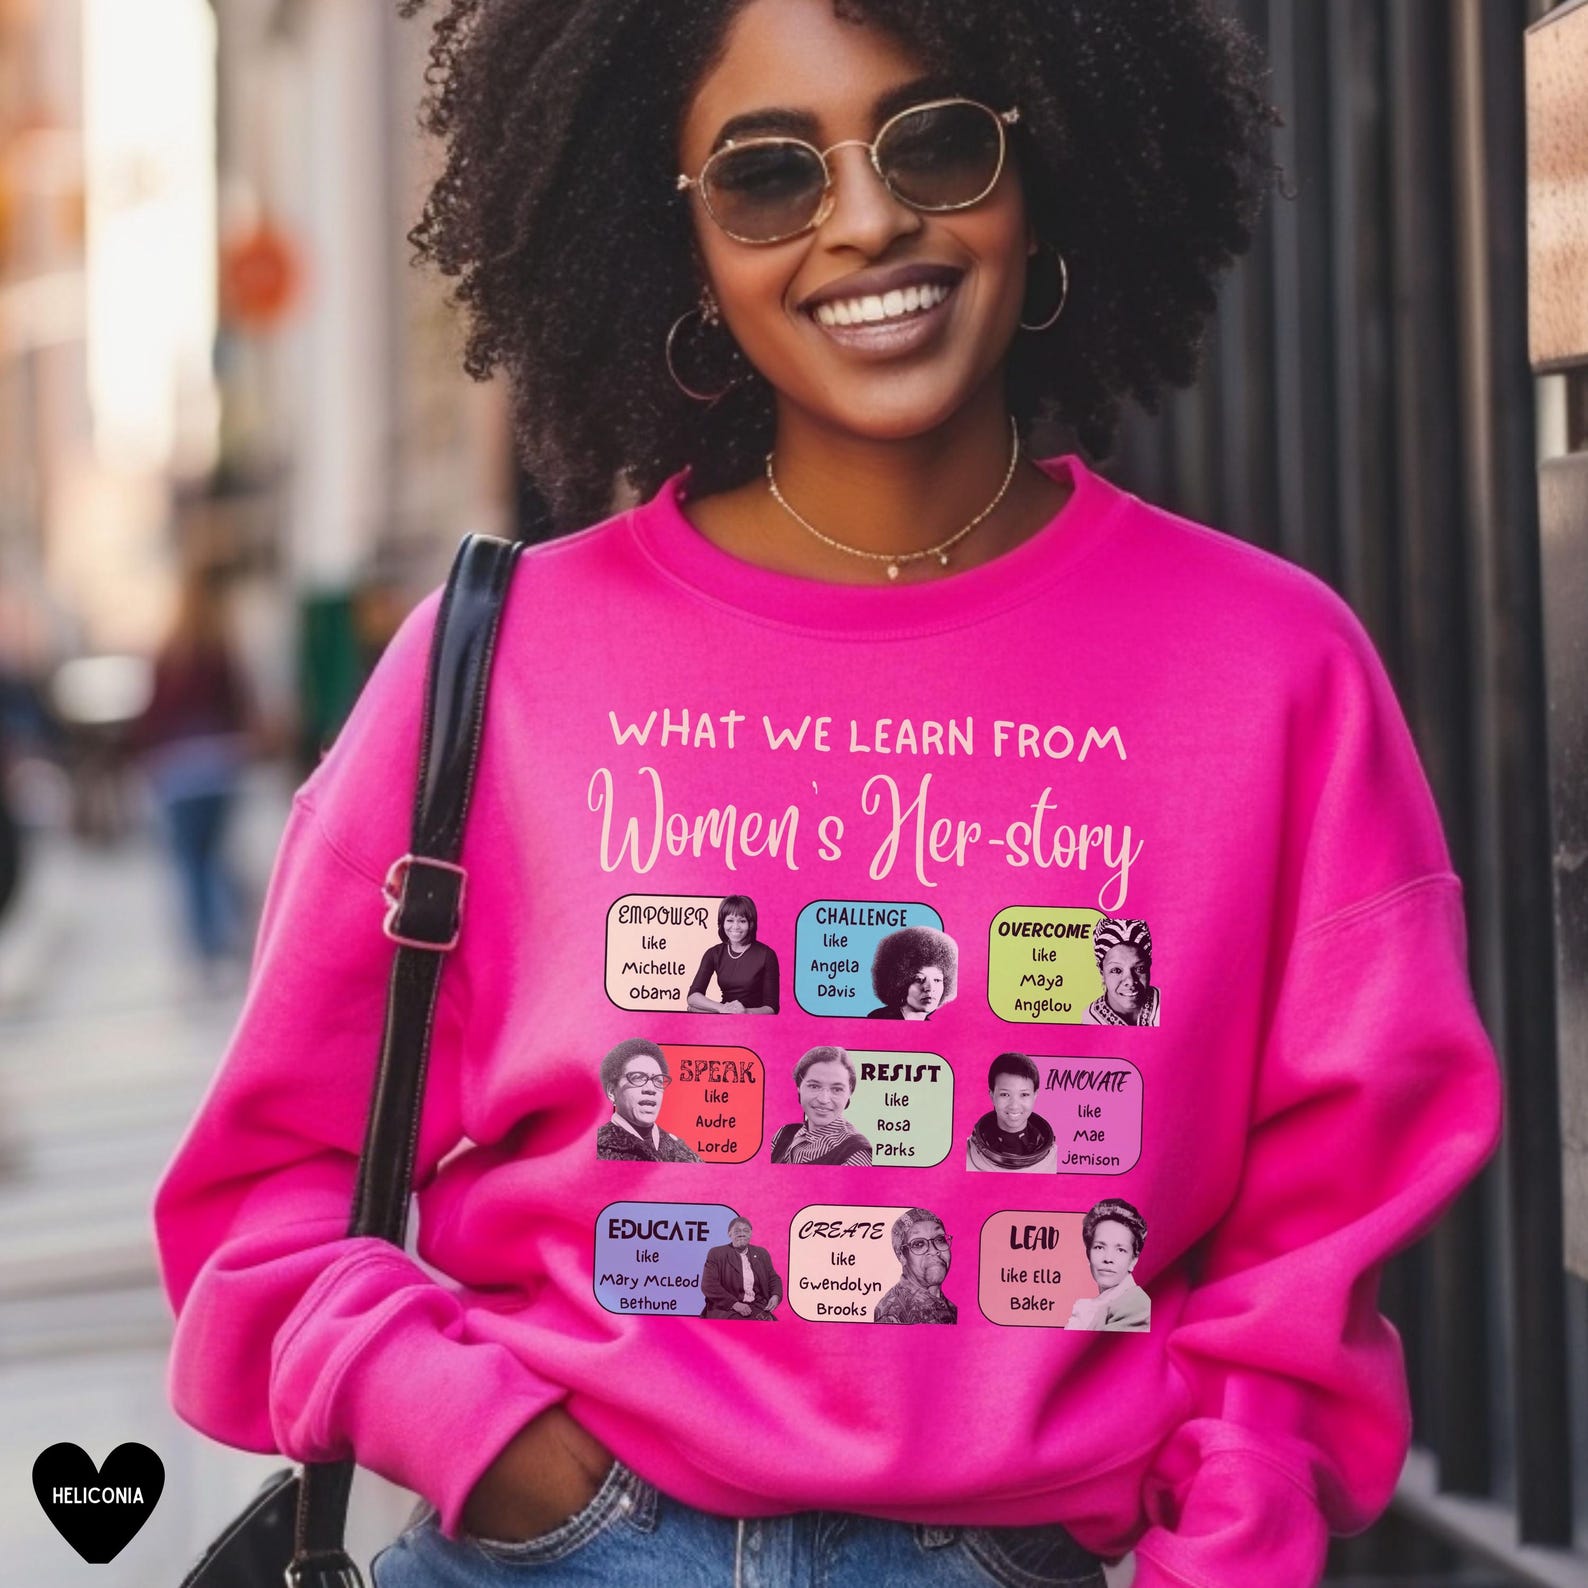 WHAT WE LEARN FROM
Women's Her-story
EMPOWER
like
Michelle
Obama
CHALLENGE
like
Angela
Davis
OVERCOME
like
Maya
Angelou
SPEAK
like
Audre
Lorde
RESIST
like
Rosa
Parks
INNOVATE
like
Mae
Jemison
EDUCATE
like
Mary McLeod
Bethune
CREATE
like
Gwendolyn
Brooks
LEAD
like Ella
Baker
HELICONIA